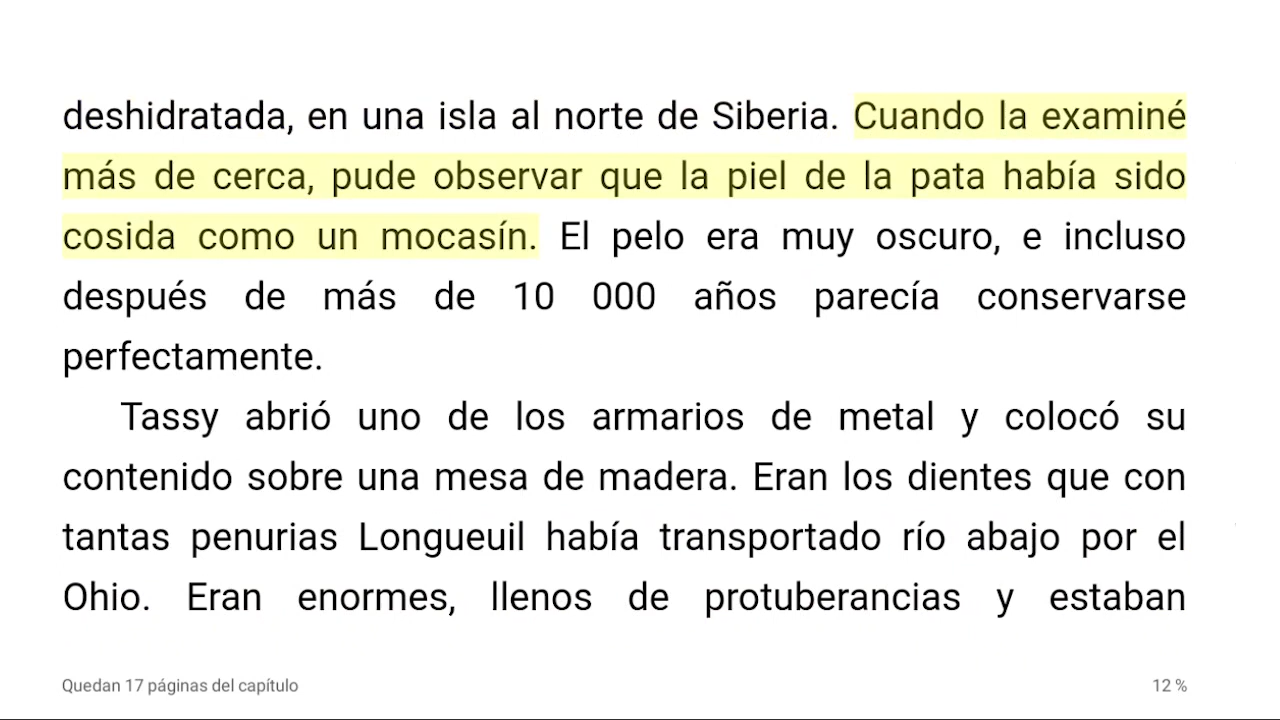 deshidratada, en una isla al norte de Siberia. Cuando la examiné
más de cerca, pude observar que la piel de la pata había sido
cosida como un mocasín. El pelo era muy oscuro, e incluso
después de más de 10 000 años parecía conservarse
perfectamente.
Tassy abrió uno de los armarios de metal y colocó su
contenido sobre una mesa de madera. Eran los dientes que con
tantas penurias Longueuil había transportado río abajo por el
Ohio. Eran enormes, llenos de protuberancias y estaban
Quedan 17 páginas del capítulo
12 %